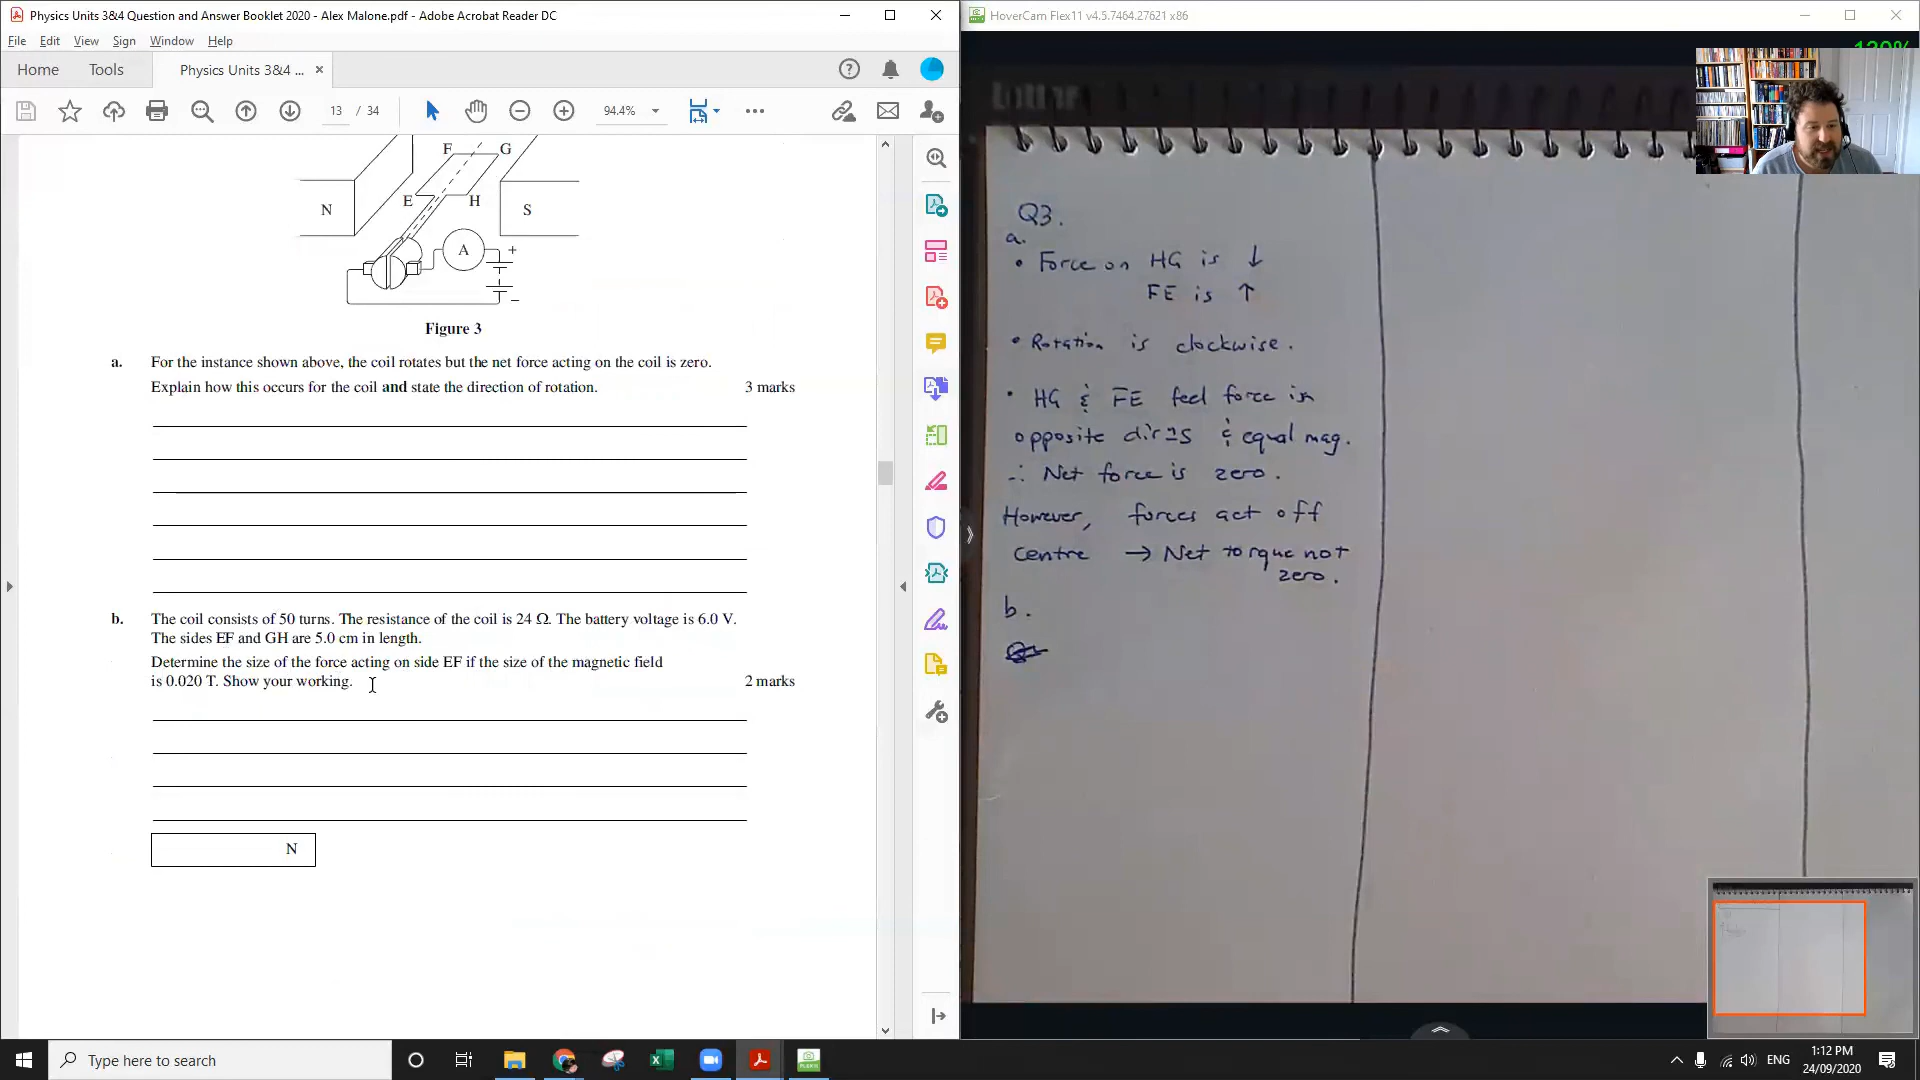 Physics Units 3&4 Question and Answer Booklet 2020 - Alex Malone.pdf - Adobe Acrobat Reader DC
File Edit View Sign Window Help
Home Tools Physics Units 3&4 ... ×
13 / 34 94.4%
F G
N E H S
A +
−
Figure 3
a. For the instance shown above, the coil rotates but the net force acting on the coil is zero.
Explain how this occurs for the coil and state the direction of rotation. 3 marks
b. The coil consists of 50 turns. The resistance of the coil is 24 Ω. The battery voltage is 6.0 V.
The sides EF and GH are 5.0 cm in length.
Determine the size of the force acting on side EF if the size of the magnetic field
is 0.020 T. Show your working. 2 marks
N
HoverCam Flex11 v4.5.7464.27621 x86
Q3.
a.
• Force on HG is ↓
FE is ↑
• Rotation is clockwise.
• HG & FE feel force in
opposite dirns & equal mag.
∴ Net force is zero.
However, forces act off
centre → Net torque not
zero.
b.
Type here to search
ENG
1:12 PM
24/09/2020